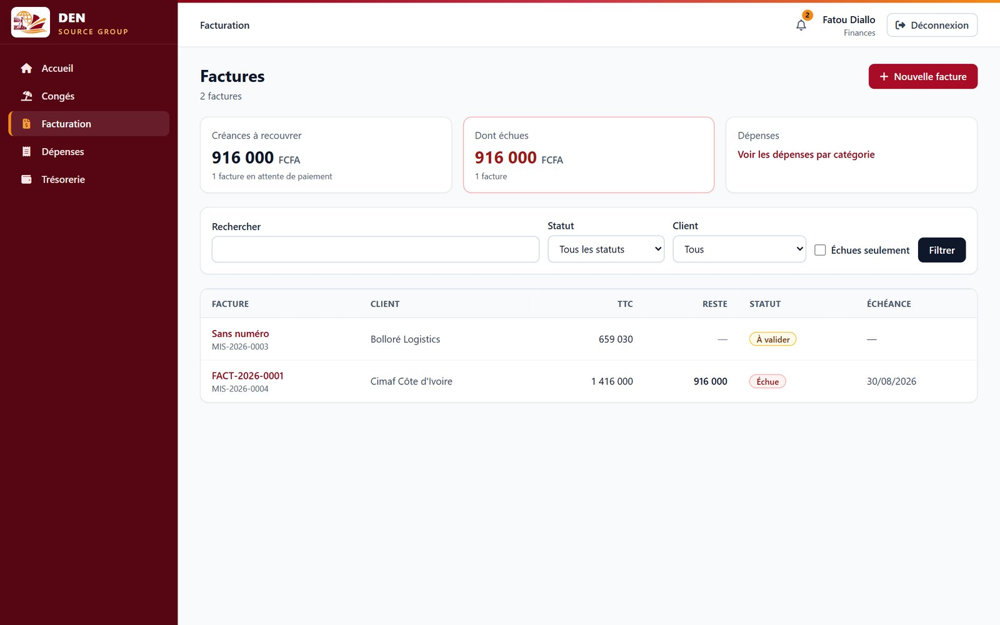 DEN
SOURCE GROUP
Accueil
Congés
Facturation
Dépenses
Trésorerie
Facturation
2
Fatou Diallo
Finances
Déconnexion
Factures
2 factures
+ Nouvelle facture
Créances à recouvrer
916 000 FCFA
1 facture en attente de paiement
Dont échues
916 000 FCFA
1 facture
Dépenses
Voir les dépenses par catégorie
Rechercher
Statut
Tous les statuts
Client
Tous
Échues seulement
Filtrer
FACTURE CLIENT TTC RESTE STATUT ÉCHÉANCE
Sans numéro
MIS-2026-0003
Bolloré Logistics 659 030 — À valider —
FACT-2026-0001
MIS-2026-0004
Cimaf Côte d'Ivoire 1 416 000 916 000 Échue 30/08/2026